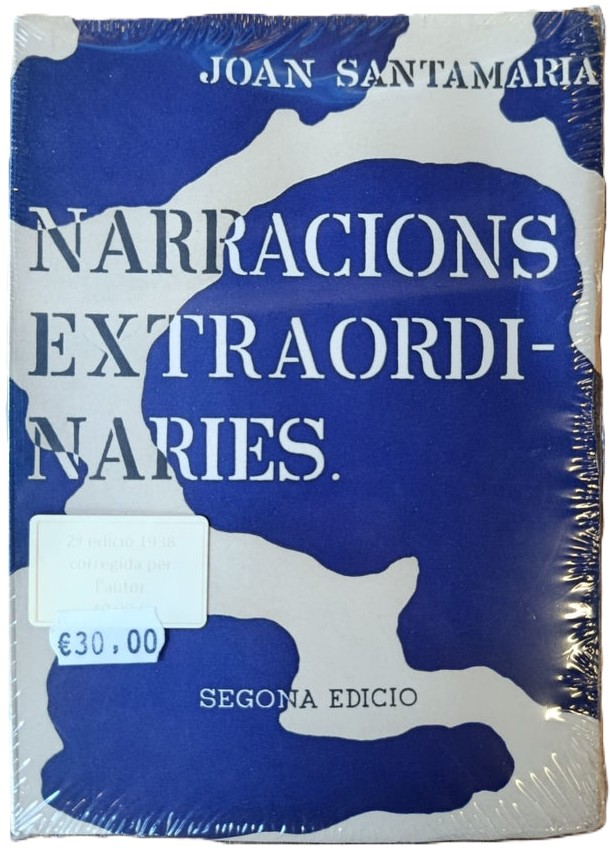 JOAN SANTAMARIA
NARRACIONS
EXTRAORDI-
NARIES.
2ª edició 1938
corregida per
l'autor
€30,00
SEGONA EDICIO